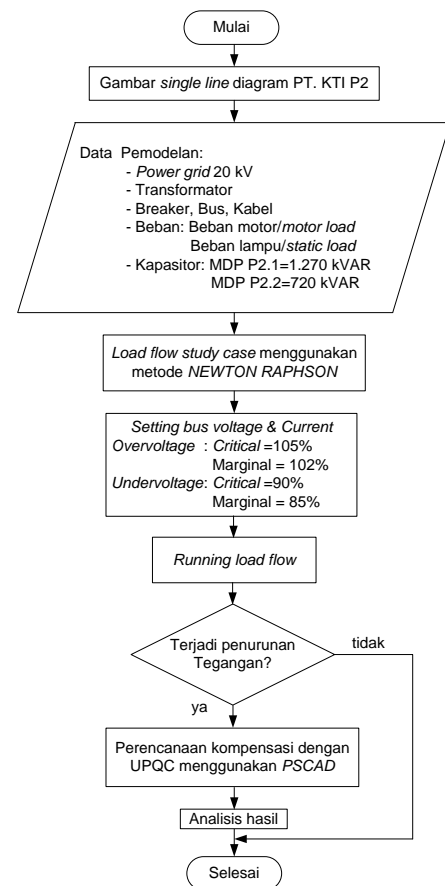 Mulai
Gambar single line diagram PT. KTI P2
Data Pemodelan:
- Power grid 20 kV
- Transformator
- Breaker, Bus, Kabel
- Beban: Beban motor/motor load
Beban lampu/static load
- Kapasitor: MDP P2.1=1.270 kVAR
MDP P2.2=720 kVAR
Load flow study case menggunakan
metode NEWTON RAPHSON
Setting bus voltage & Current
Overvoltage : Critical =105%
Marginal = 102%
Undervoltage: Critical =90%
Marginal = 85%
Running load flow
Terjadi penurunan
Tegangan?
tidak
ya
Perencanaan kompensasi dengan
UPQC menggunakan PSCAD
Analisis hasil
Selesai